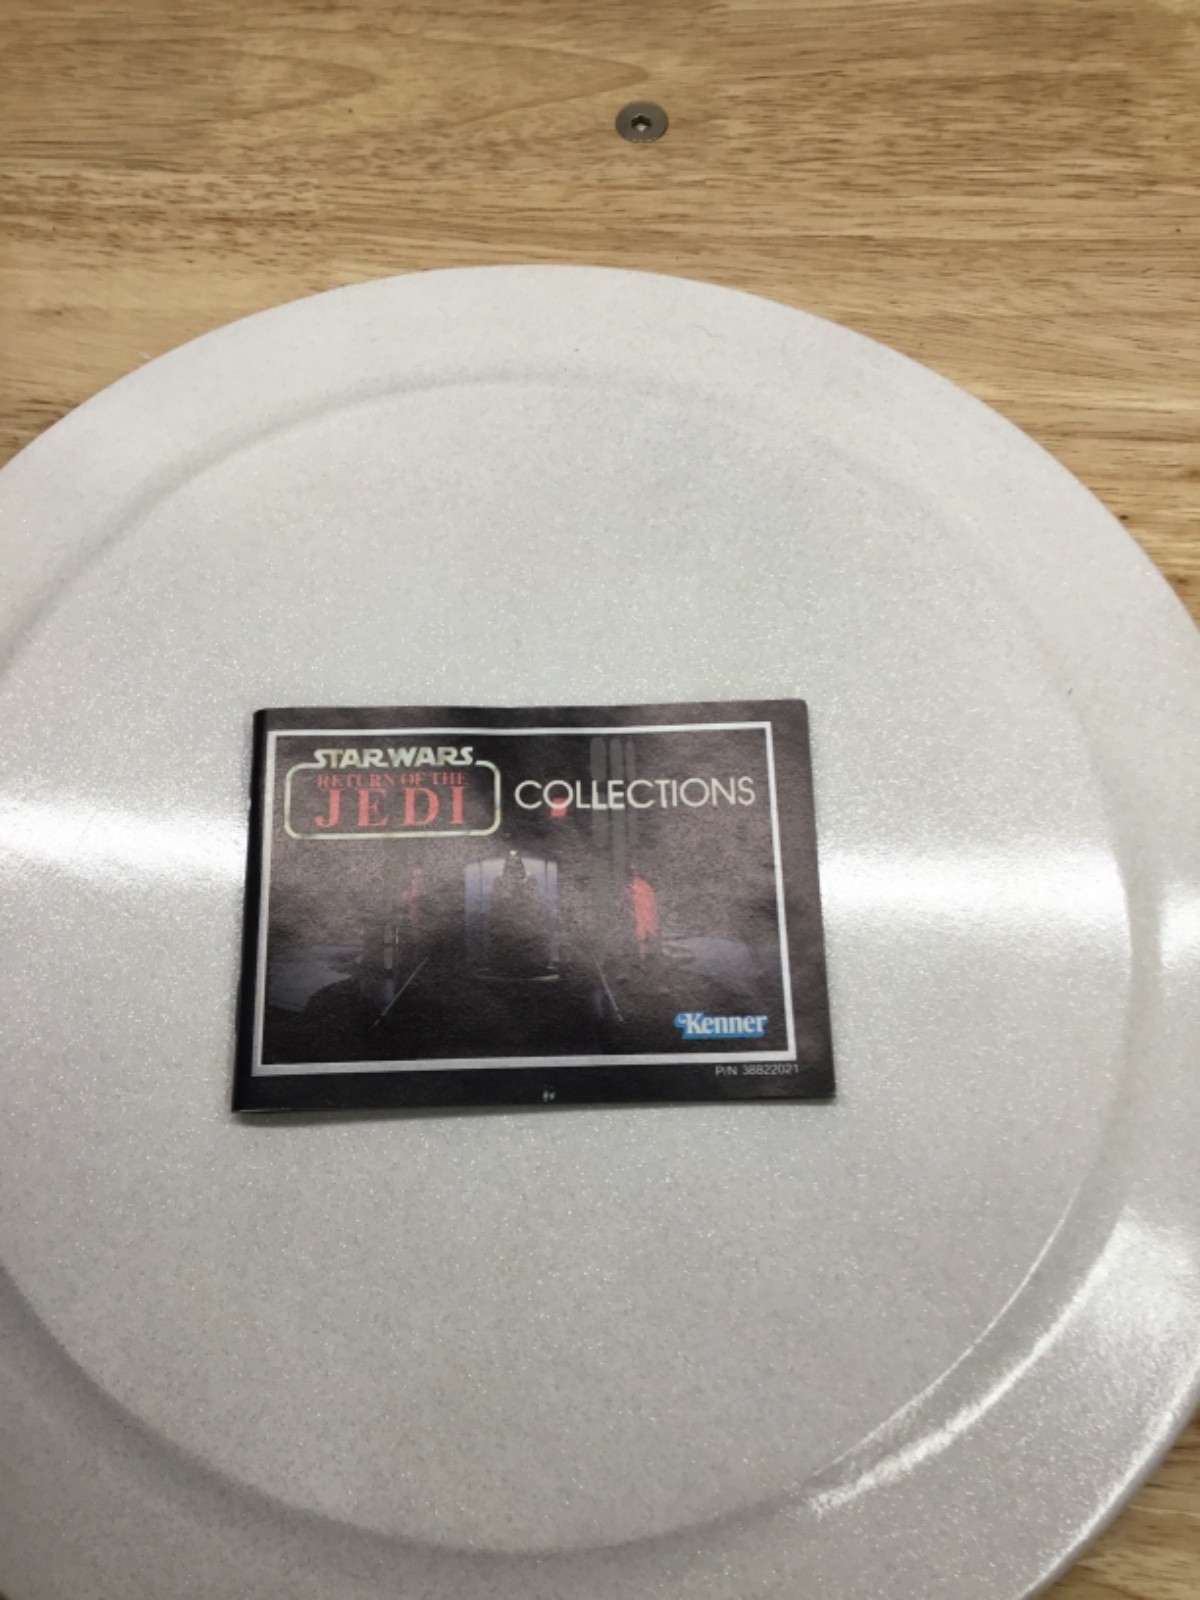 STAR WARS
RETURN OF THE
JEDI
COLLECTIONS
Kenner
P/N 38822021